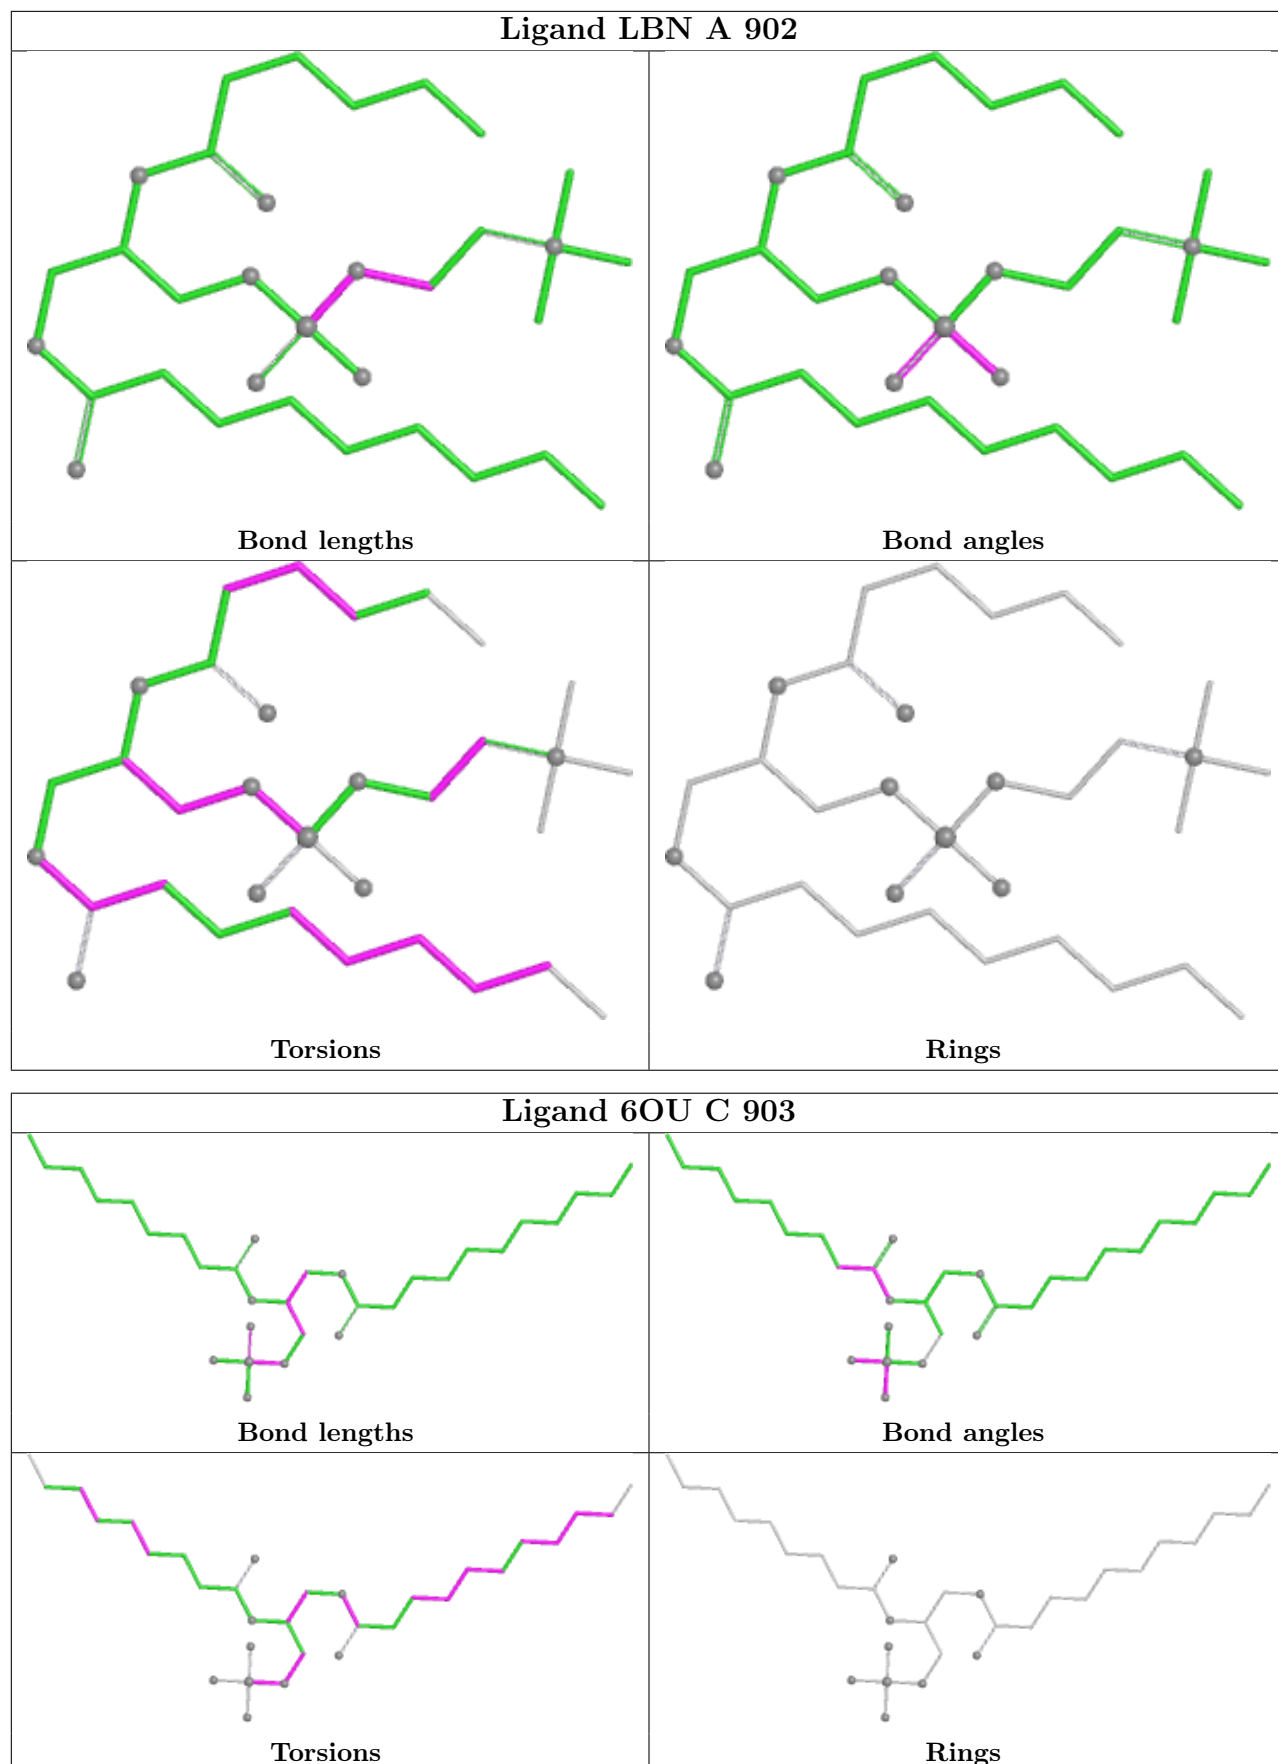 Ligand LBN A 902
Bond lengths
Bond angles
Torsions
Rings
Ligand 6OU C 903
Bond lengths
Bond angles
Torsions
Rings